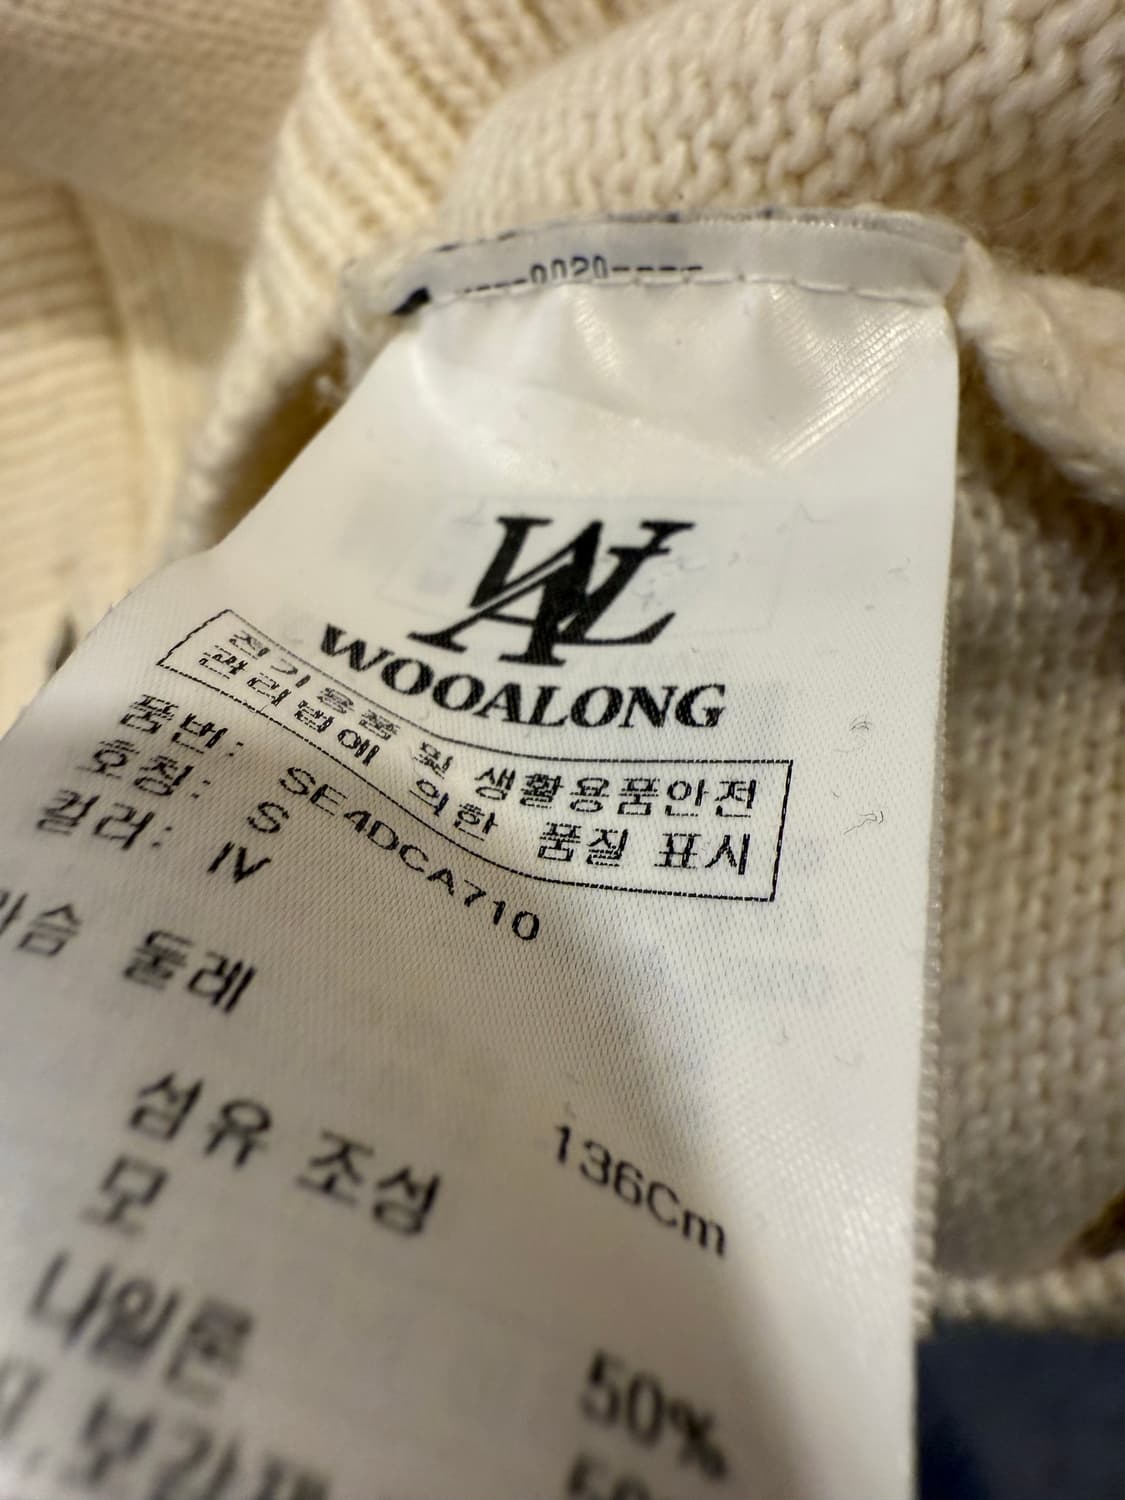 ----0020----
WAL
WOOALONG
전기용품 및 생활용품안전
관리법에 의한 품질 표시
품번: SE4DCA710
호칭: S
컬러: IV
가슴 둘레 136Cm
섬유 조성
모 50%
나일론